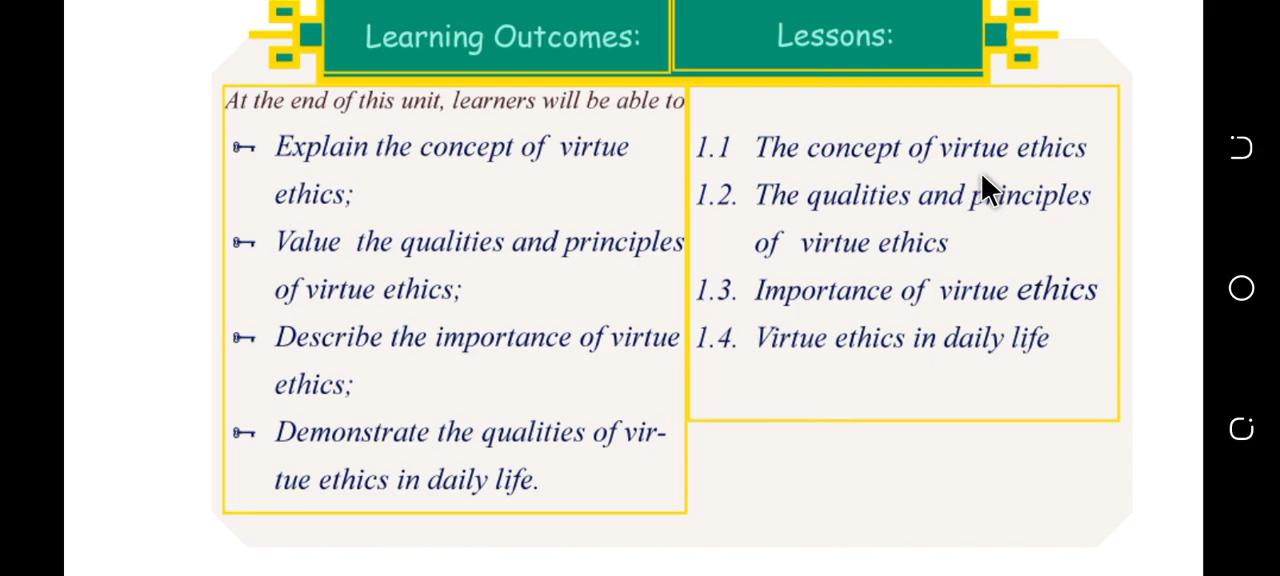 Learning Outcomes:
Lessons:
At the end of this unit, learners will be able to
Explain the concept of virtue
ethics;
Value the qualities and principles
of virtue ethics;
Describe the importance of virtue
ethics;
Demonstrate the qualities of vir-
tue ethics in daily life.
1.1 The concept of virtue ethics
1.2. The qualities and principles
of virtue ethics
1.3. Importance of virtue ethics
1.4. Virtue ethics in daily life